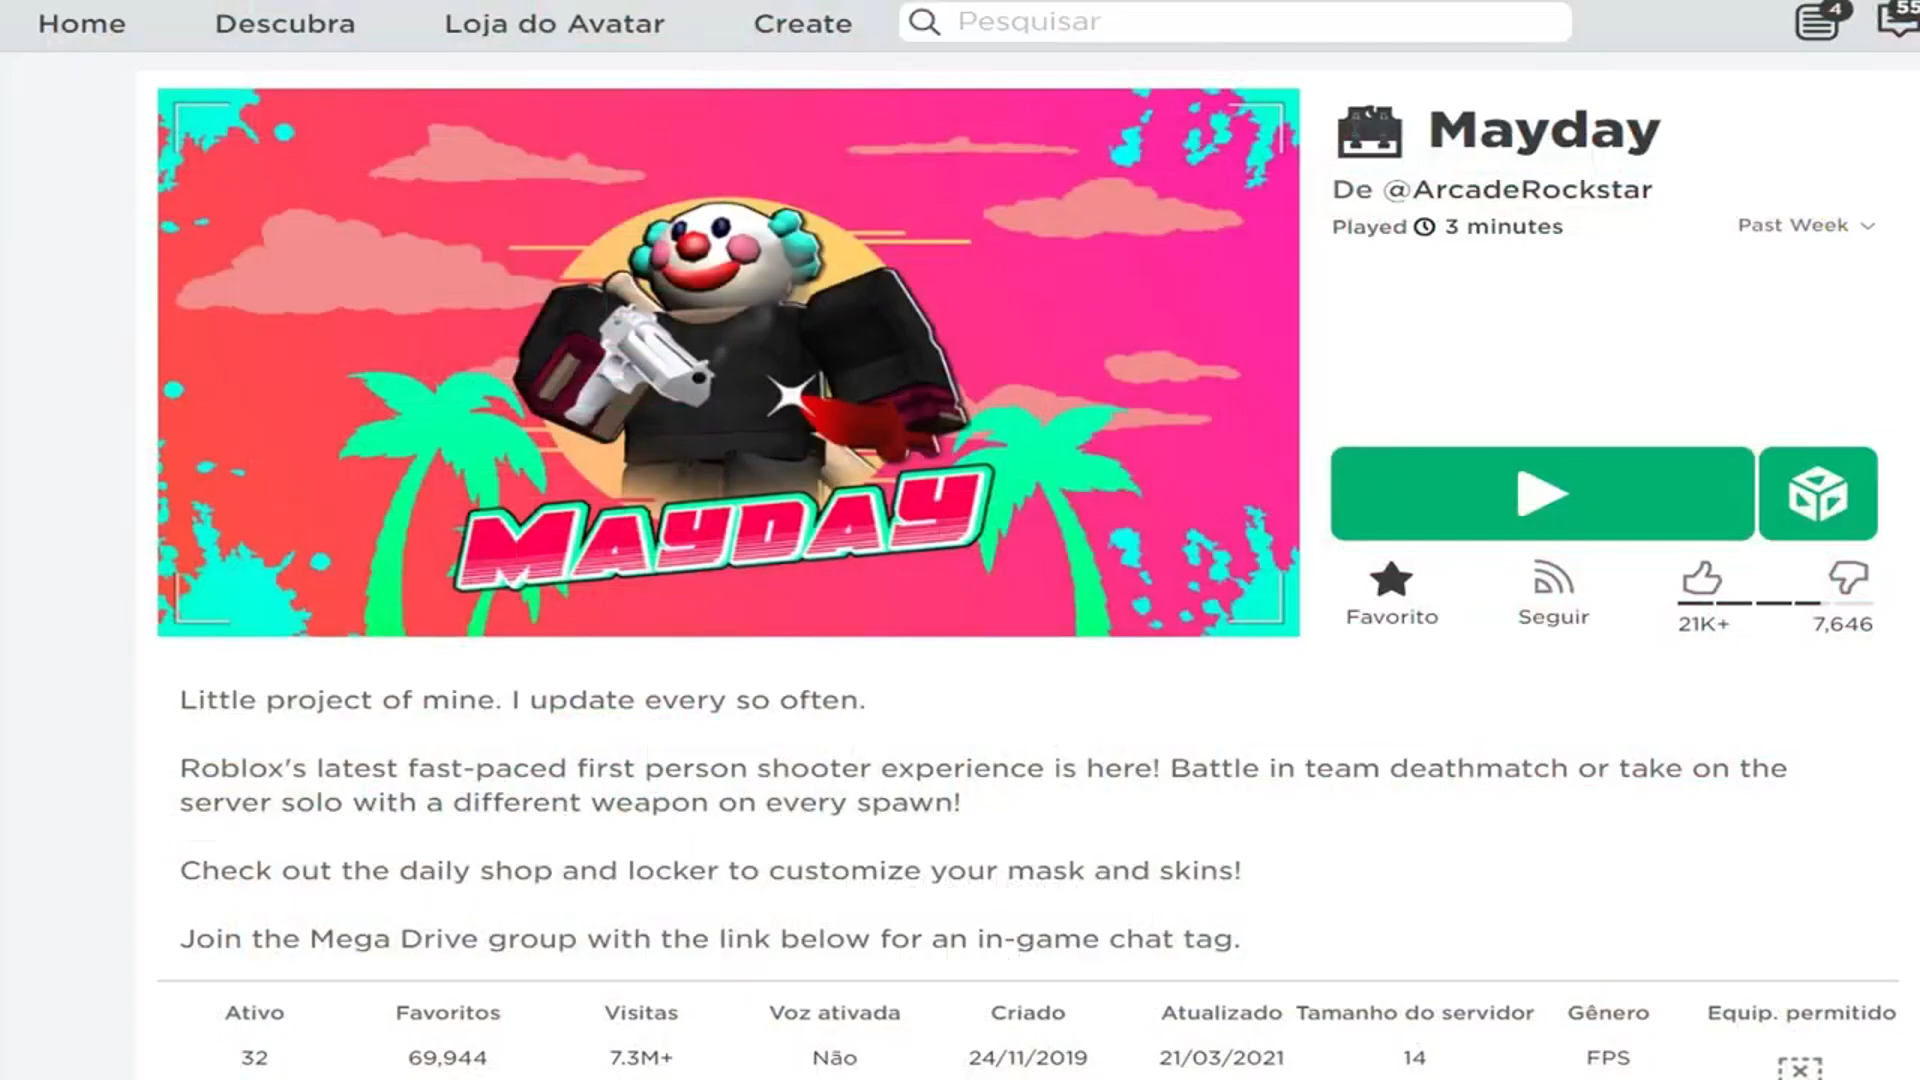 Home Descubra Loja do Avatar Create Pesquisar 4 55
Mayday
De @ArcadeRockstar
Played 3 minutes Past Week
MAYDAY
Favorito Seguir 21K+ 7,646
Little project of mine. I update every so often.
Roblox's latest fast-paced first person shooter experience is here! Battle in team deathmatch or take on the
server solo with a different weapon on every spawn!
Check out the daily shop and locker to customize your mask and skins!
Join the Mega Drive group with the link below for an in-game chat tag.
Ativo Favoritos Visitas Voz ativada Criado Atualizado Tamanho do servidor Gênero Equip. permitido
32 69,944 7.3M+ Não 24/11/2019 21/03/2021 14 FPS